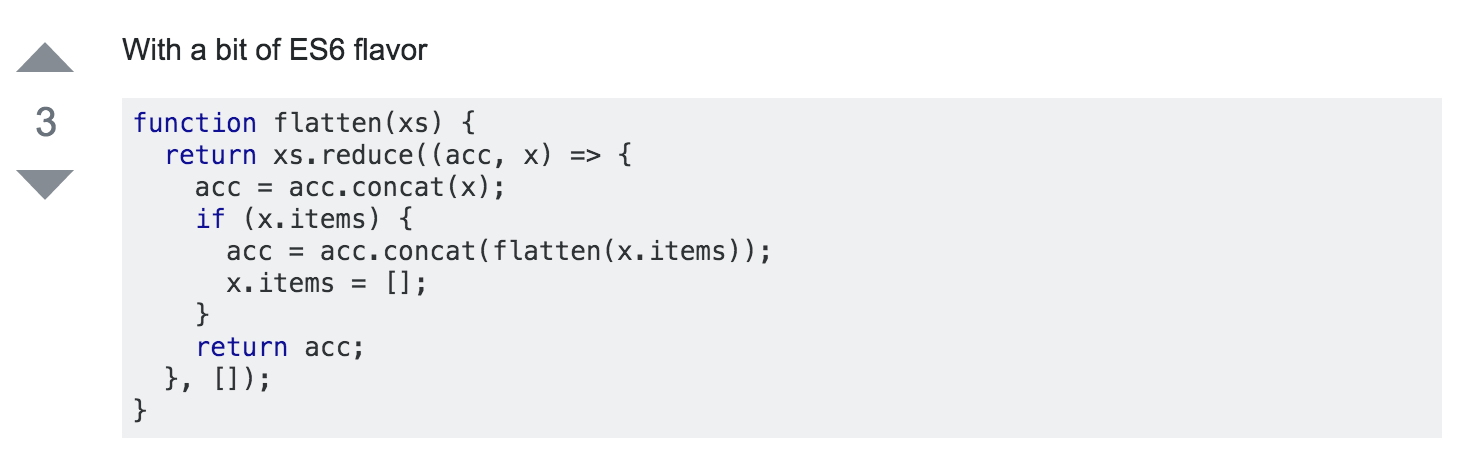 With a bit of ES6 flavor
3
function flatten(xs) {
  return xs.reduce((acc, x) => {
    acc = acc.concat(x);
    if (x.items) {
      acc = acc.concat(flatten(x.items));
      x.items = [];
    }
    return acc;
  }, []);
}